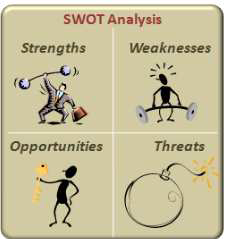 SWOT Analysis
Strengths Weaknesses
Opportunities Threats